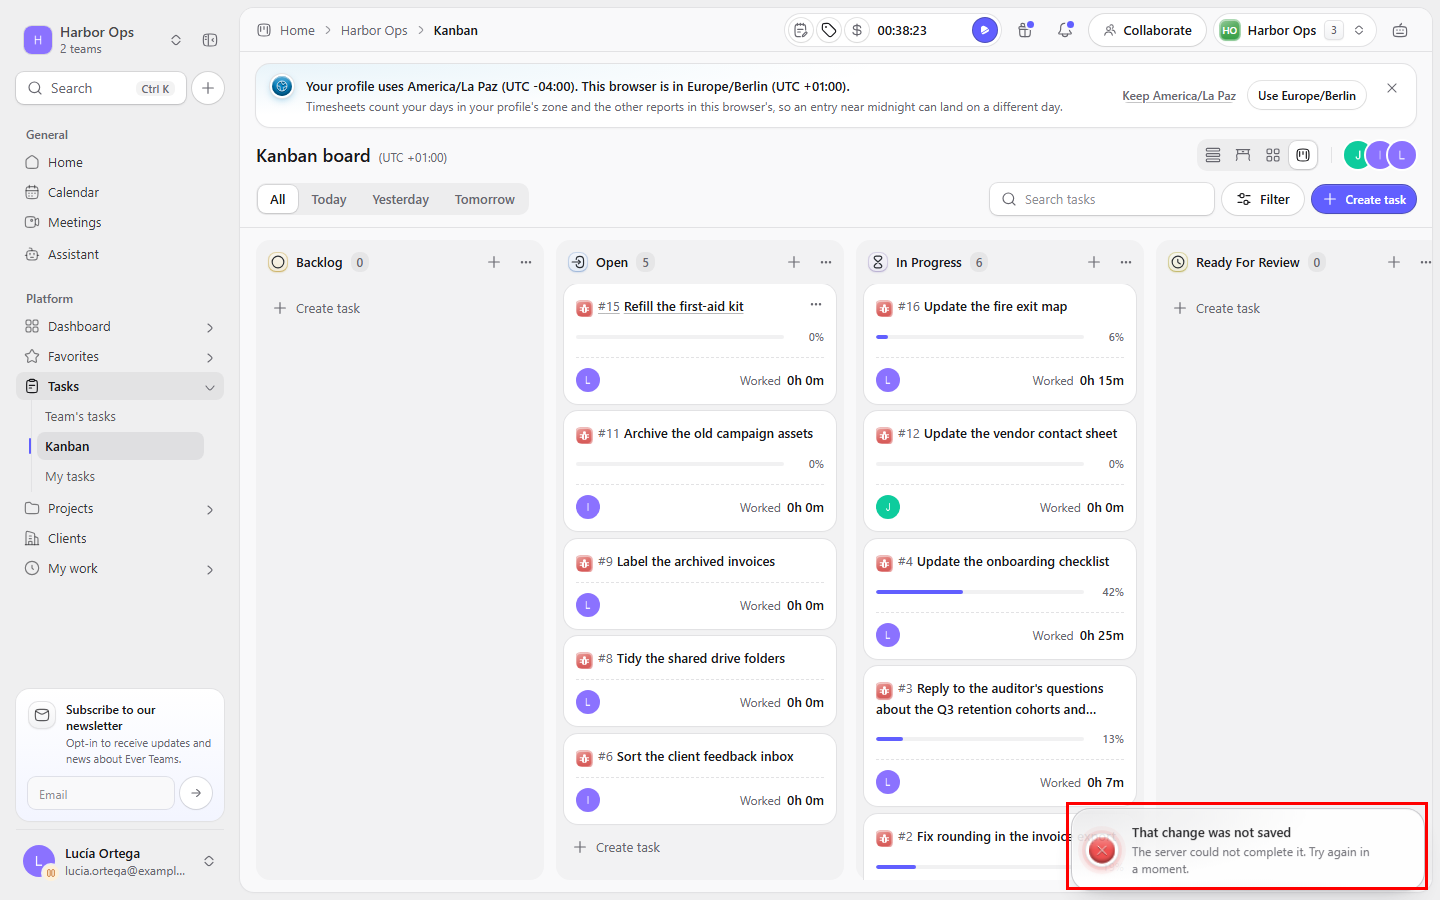 H
Harbor Ops
2 teams
Search
Ctrl K
General
Home
Calendar
Meetings
Assistant
Platform
Dashboard
Favorites
Tasks
Team's tasks
Kanban
My tasks
Projects
Clients
My work
Subscribe to our
newsletter
Opt-in to receive updates and
news about Ever Teams.
Email
L
Lucía Ortega
lucia.ortega@exampl...
Home
Harbor Ops
Kanban
00:38:23
Collaborate
HO
Harbor Ops
3
Your profile uses America/La Paz (UTC -04:00). This browser is in Europe/Berlin (UTC +01:00).
Timesheets count your days in your profile's zone and the other reports in this browser's, so an entry near midnight can land on a different day.
Keep America/La Paz
Use Europe/Berlin
Kanban board
(UTC +01:00)
J
I
L
All
Today
Yesterday
Tomorrow
Search tasks
Filter
Create task
Backlog
0
Create task
Open
5
#15 Refill the first-aid kit
0%
L
Worked 0h 0m
#11 Archive the old campaign assets
0%
I
Worked 0h 0m
#9 Label the archived invoices
L
Worked 0h 0m
#8 Tidy the shared drive folders
L
Worked 0h 0m
#6 Sort the client feedback inbox
I
Worked 0h 0m
Create task
In Progress
6
#16 Update the fire exit map
6%
L
Worked 0h 15m
#12 Update the vendor contact sheet
0%
J
Worked 0h 0m
#4 Update the onboarding checklist
42%
L
Worked 0h 25m
#3 Reply to the auditor's questions
about the Q3 retention cohorts and...
13%
L
Worked 0h 7m
#2 Fix rounding in the invoice
Ready For Review
0
Create task
That change was not saved
The server could not complete it. Try again in
a moment.